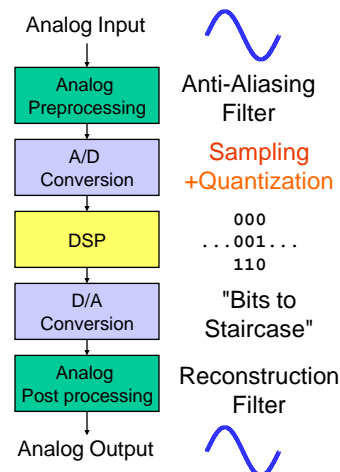 Analog Input
Analog
Preprocessing
Anti-Aliasing
Filter
A/D
Conversion
Sampling
+Quantization
DSP
000
...001...
110
D/A
Conversion
"Bits to
Staircase"
Analog
Post processing
Reconstruction
Filter
Analog Output